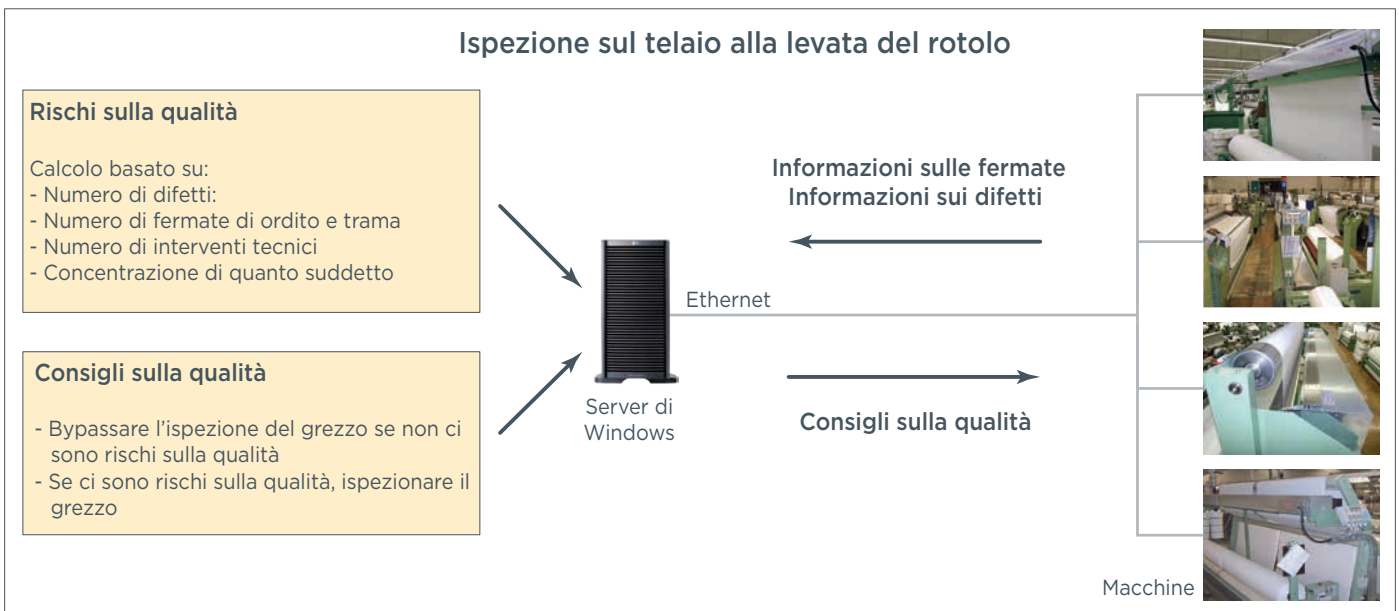 Ispezione sul telaio alla levata del rotolo
Rischi sulla qualità
Calcolo basato su:
- Numero di difetti:
- Numero di fermate di ordito e trama
- Numero di interventi tecnici
- Concentrazione di quanto suddetto
Consigli sulla qualità
- Bypassare l'ispezione del grezzo se non ci
sono rischi sulla qualità
- Se ci sono rischi sulla qualità, ispezionare il
grezzo
Server di
Windows
Ethernet
Informazioni sulle fermate
Informazioni sui difetti
Consigli sulla qualità
Macchine